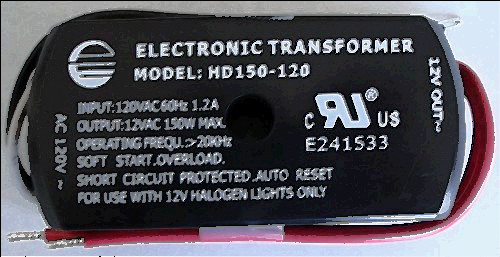 ELECTRONIC TRANSFORMER
MODEL: HD150-120
INPUT:120VAC 60Hz 1.2A
OUTPUT:12VAC 150W MAX.
OPERATING FREQU.>20KHz
SOFT START.OVERLOAD.
SHORT CIRCUIT PROTECTED.AUTO RESET
FOR USE WITH 12V HALOGEN LIGHTS ONLY
AC 120V ~
C RU® US
E241533
12V OUT~